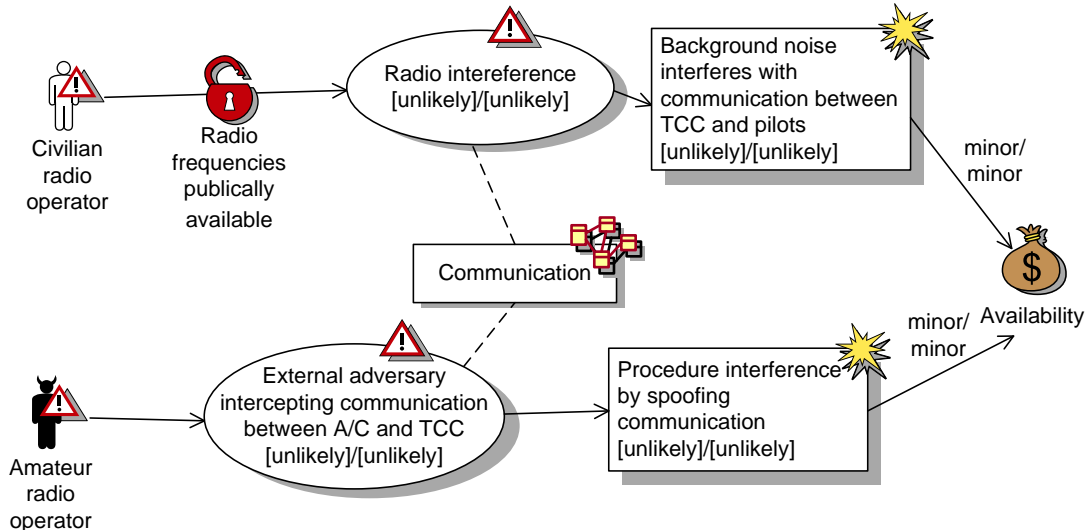 Civilian
radio
operator
Radio
frequencies
publically
available
Radio intereference
[unlikely]/[unlikely]
Background noise
interferes with
communication between
TCC and pilots
[unlikely]/[unlikely]
minor/
minor
Communication
$
Availability
Amateur
radio
operator
External adversary
intercepting communication
between A/C and TCC
[unlikely]/[unlikely]
Procedure interference
by spoofing
communication
[unlikely]/[unlikely]
minor/
minor